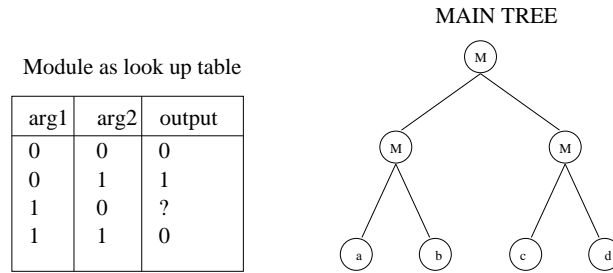 MAIN TREE
Module as look up table
arg1 arg2 output
0 0 0
0 1 1
1 0 ?
1 1 0
M
M M
a b c d